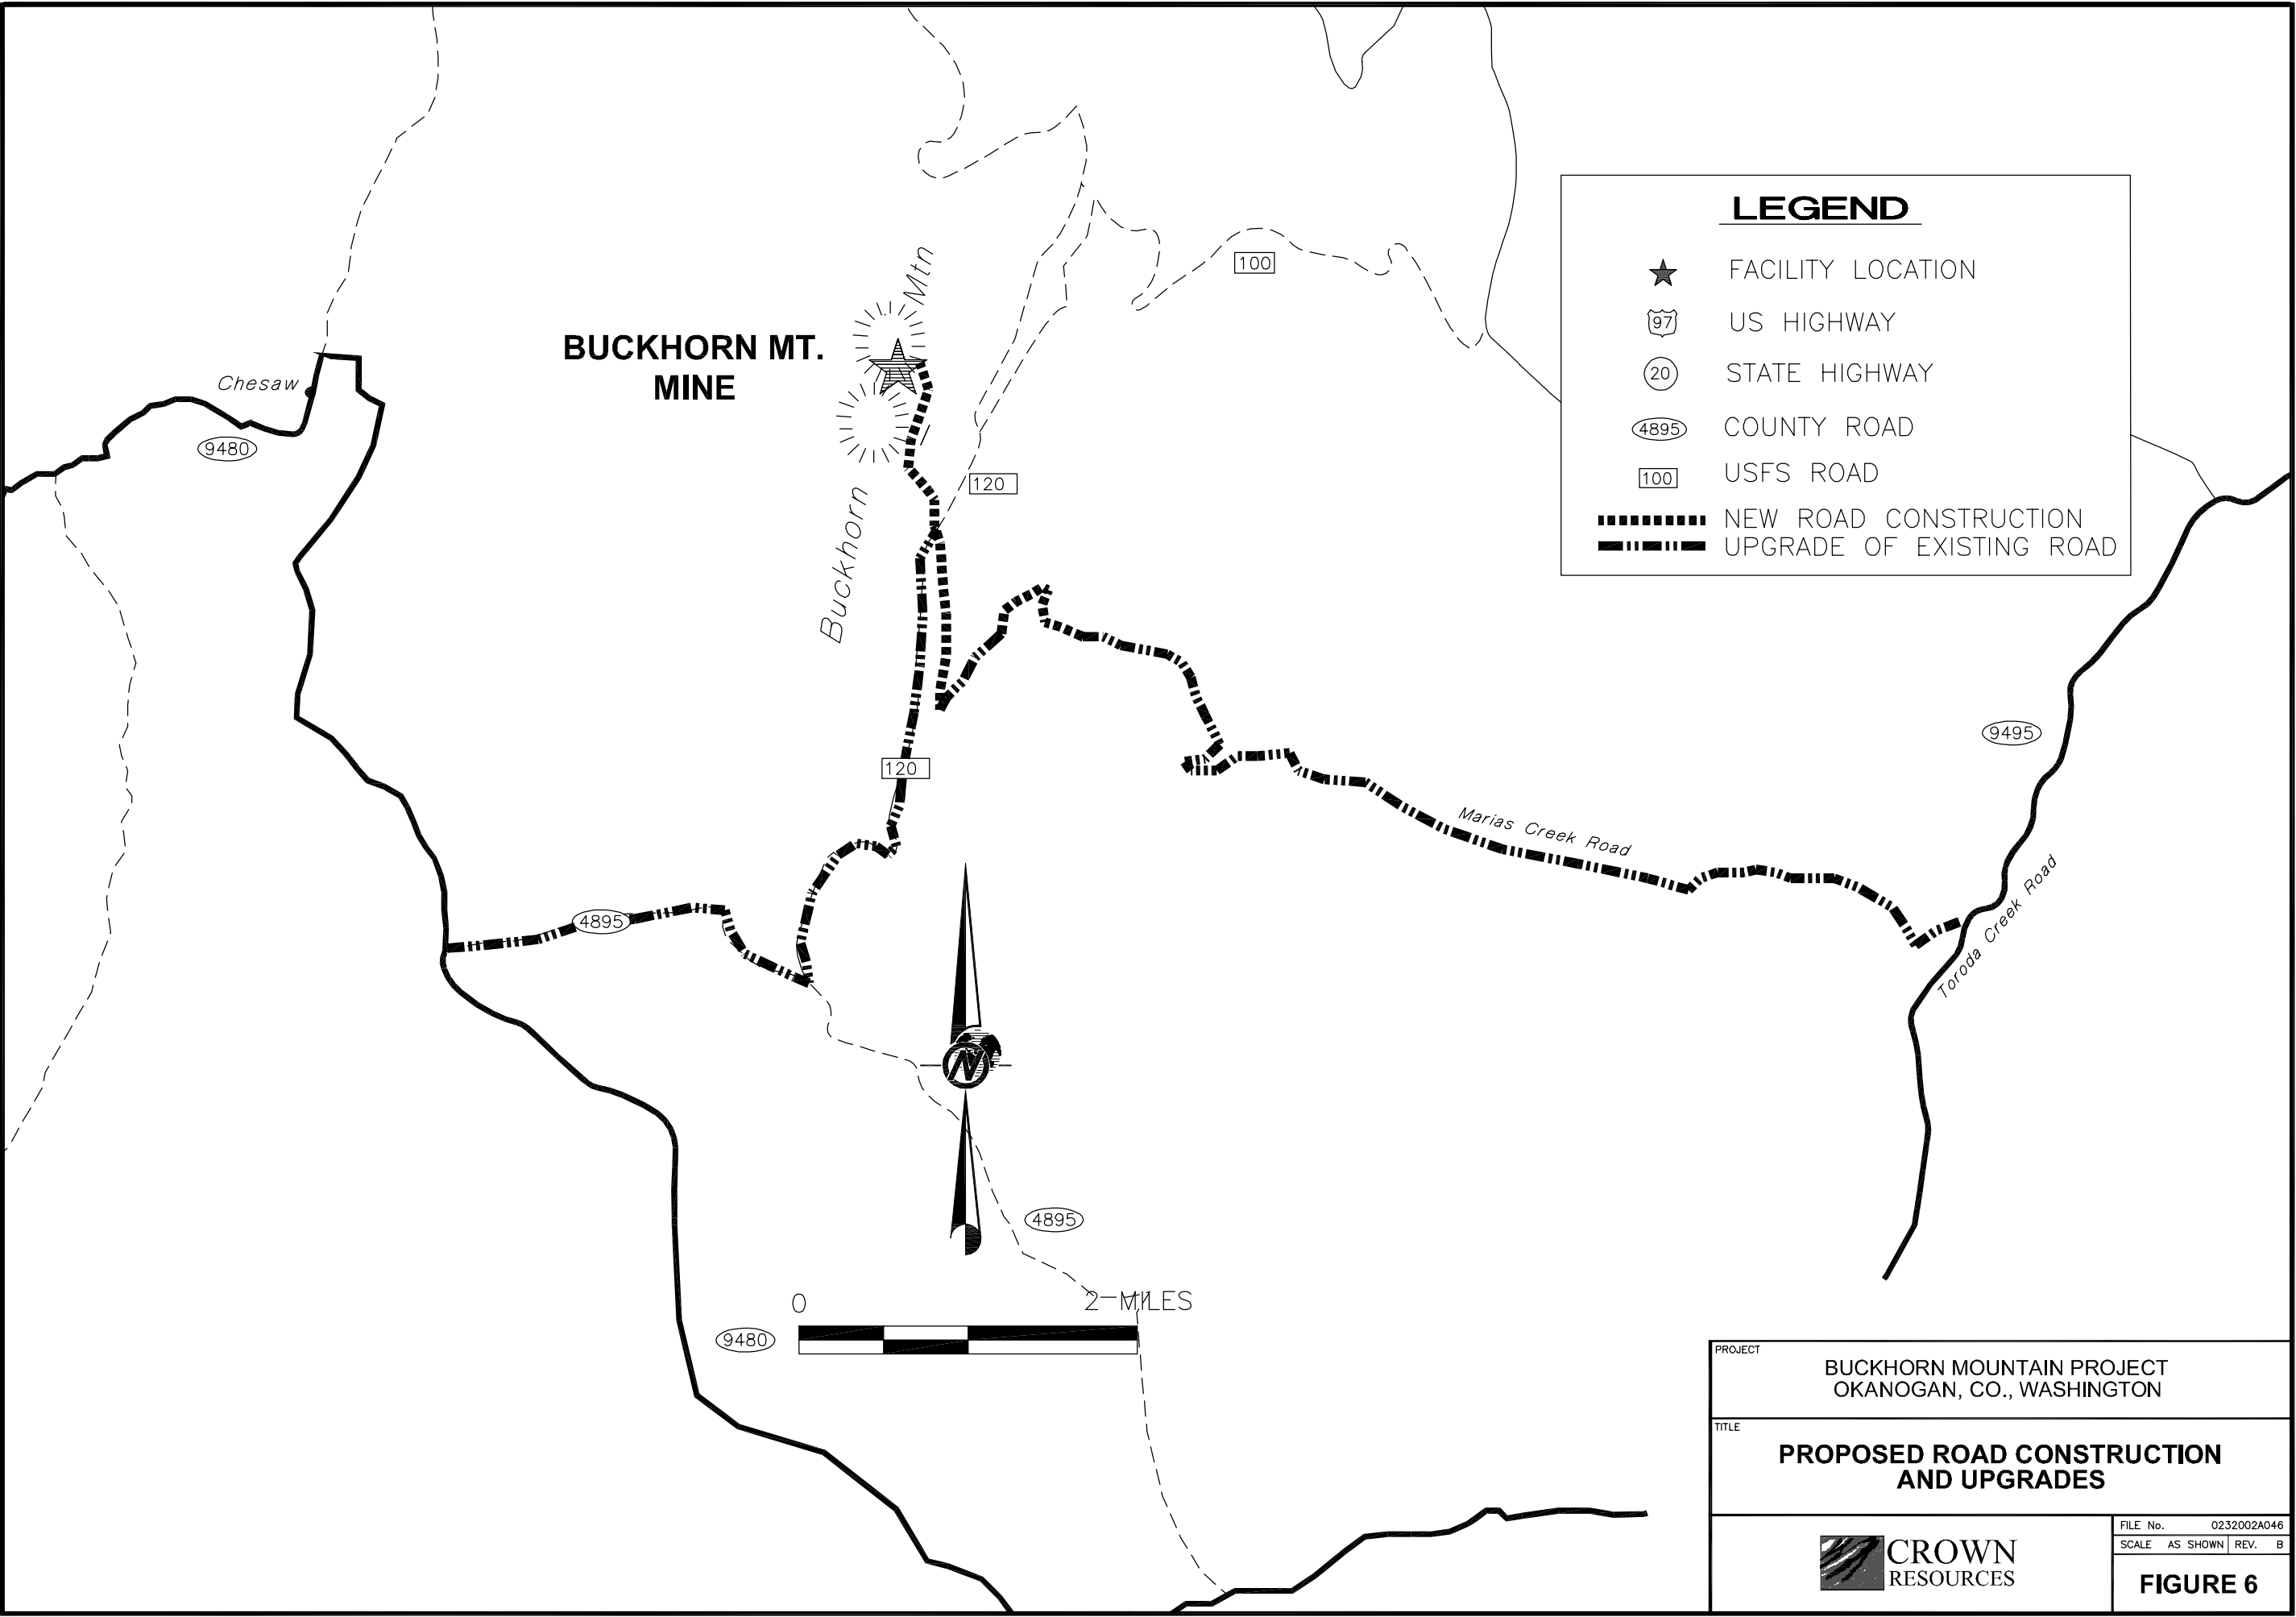 Mtn
100
LEGEND
FACILITY LOCATION
97 US HIGHWAY
20 STATE HIGHWAY
4895 COUNTY ROAD
100 USFS ROAD
NEW ROAD CONSTRUCTION
UPGRADE OF EXISTING ROAD
BUCKHORN MT.
MINE
Chesaw
9480
120
Buckhorn
9495
120
Marias Creek Road
4895
Toroda Creek Road
N
4895
0 2 MILES
9480
PROJECT
BUCKHORN MOUNTAIN PROJECT
OKANOGAN, CO., WASHINGTON
TITLE
PROPOSED ROAD CONSTRUCTION
AND UPGRADES
CROWN
RESOURCES
FILE No. 0232002A046
SCALE AS SHOWN REV. B
FIGURE 6